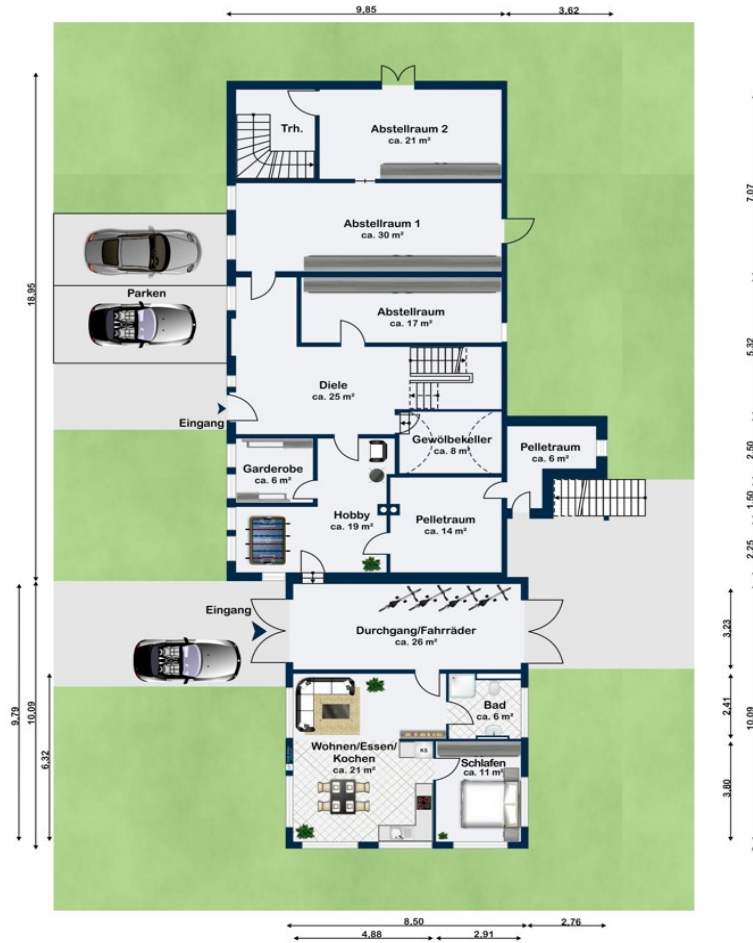 9,85
3,62
Trh.
Abstellraum 2
ca. 21 m²
7,07
Abstellraum 1
ca. 30 m²
Parken
18,95
Abstellraum
ca. 17 m²
5,32
Diele
ca. 25 m²
Eingang
Gewölbekeller
ca. 8 m²
Pelletraum
ca. 6 m²
2,50
Garderobe
ca. 6 m²
1,50
Hobby
ca. 19 m²
Pelletraum
ca. 14 m²
2,25
Eingang
Durchgang/Fahrräder
ca. 26 m²
3,23
9,79
10,09
6,32
Bad
ca. 6 m²
2,41
10,09
Wohnen/Essen/
Kochen
ca. 21 m²
KS
Schlafen
ca. 11 m²
3,80
8,50
2,76
4,88
2,91